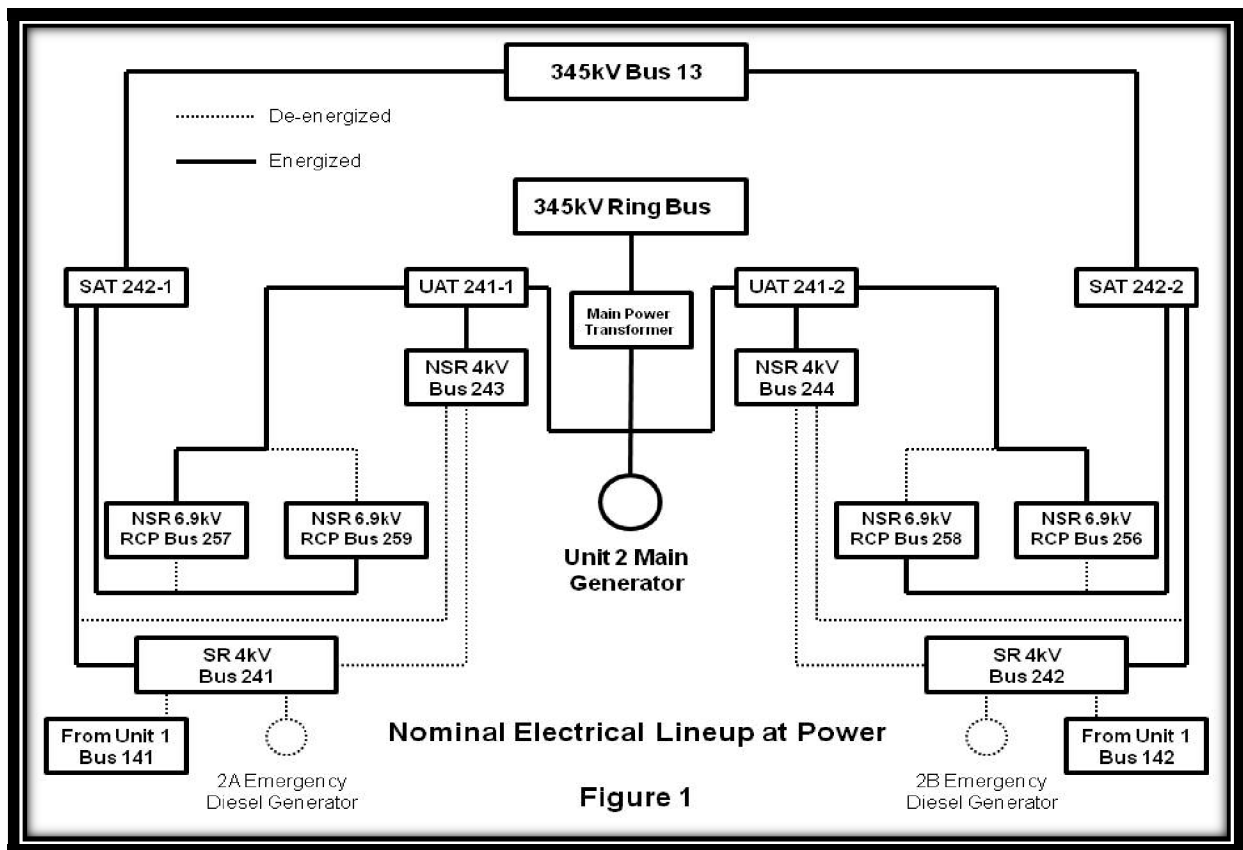 345kV Bus 13
De-energized
Energized
345kV Ring Bus
SAT 242-1
UAT 241-1
Main Power
Transformer
UAT 241-2
SAT 242-2
NSR 4kV
Bus 243
NSR 4kV
Bus 244
NSR 6.9kV
RCP Bus 257
NSR 6.9kV
RCP Bus 259
NSR 6.9kV
RCP Bus 258
NSR 6.9kV
RCP Bus 256
Unit 2 Main
Generator
SR 4kV
Bus 241
SR 4kV
Bus 242
From Unit 1
Bus 141
2A Emergency
Diesel Generator
Nominal Electrical Lineup at Power
2B Emergency
Diesel Generator
From Unit 1
Bus 142
Figure 1